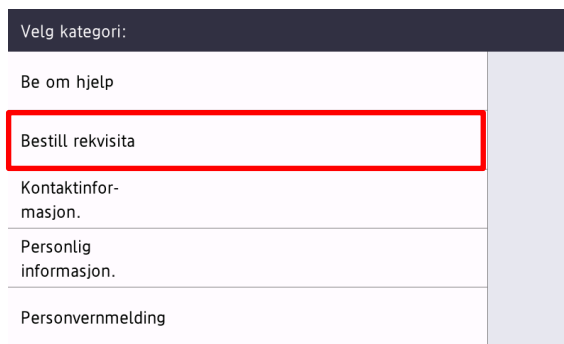 Velg kategori:
Be om hjelp
Bestill rekvisita
Kontaktinfor-
masjon.
Personlig
informasjon.
Personvernmelding